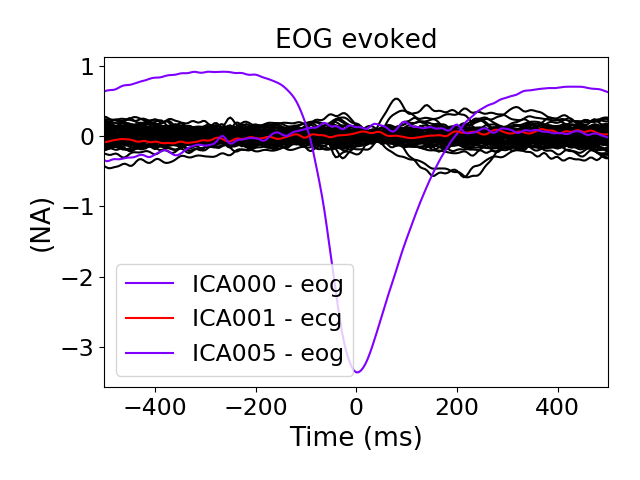 EOG evoked
1
0
−1
−2
−3
(NA)
ICA000 - eog
ICA001 - ecg
ICA005 - eog
−400 −200 0 200 400
Time (ms)